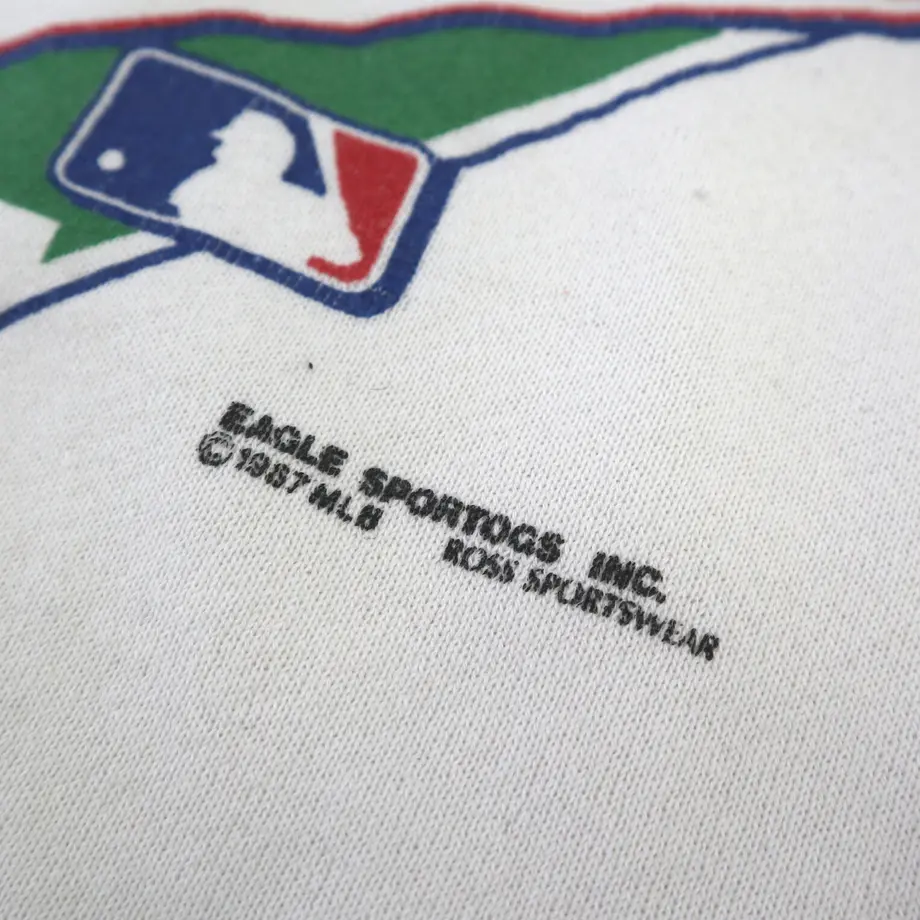 EAGLE SPORTOGS INC.
©1987 MLB
ROSS SPORTSWEAR